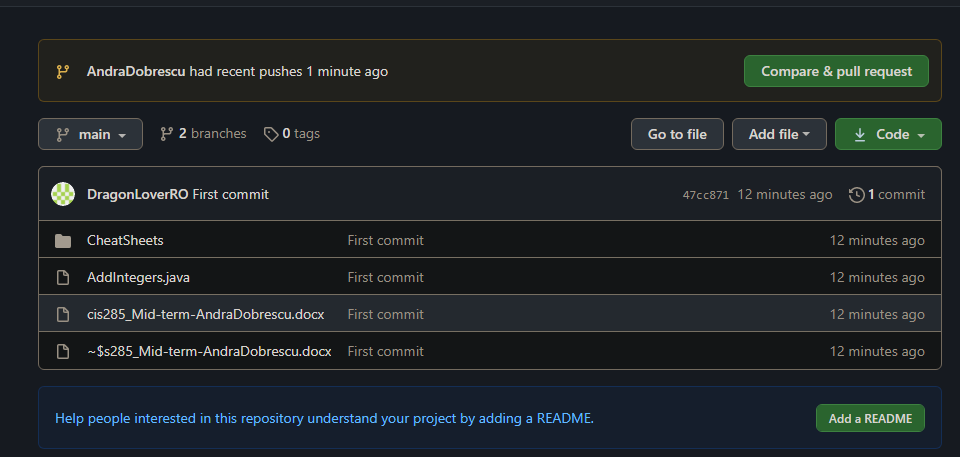 AndraDobrescu had recent pushes 1 minute ago Compare & pull request
main 2 branches 0 tags Go to file Add file Code
DragonLoverRO First commit 47cc871 12 minutes ago 1 commit
CheatSheets First commit 12 minutes ago
AddIntegers.java First commit 12 minutes ago
cis285_Mid-term-AndraDobrescu.docx First commit 12 minutes ago
~$s285_Mid-term-AndraDobrescu.docx First commit 12 minutes ago
Help people interested in this repository understand your project by adding a README. Add a README